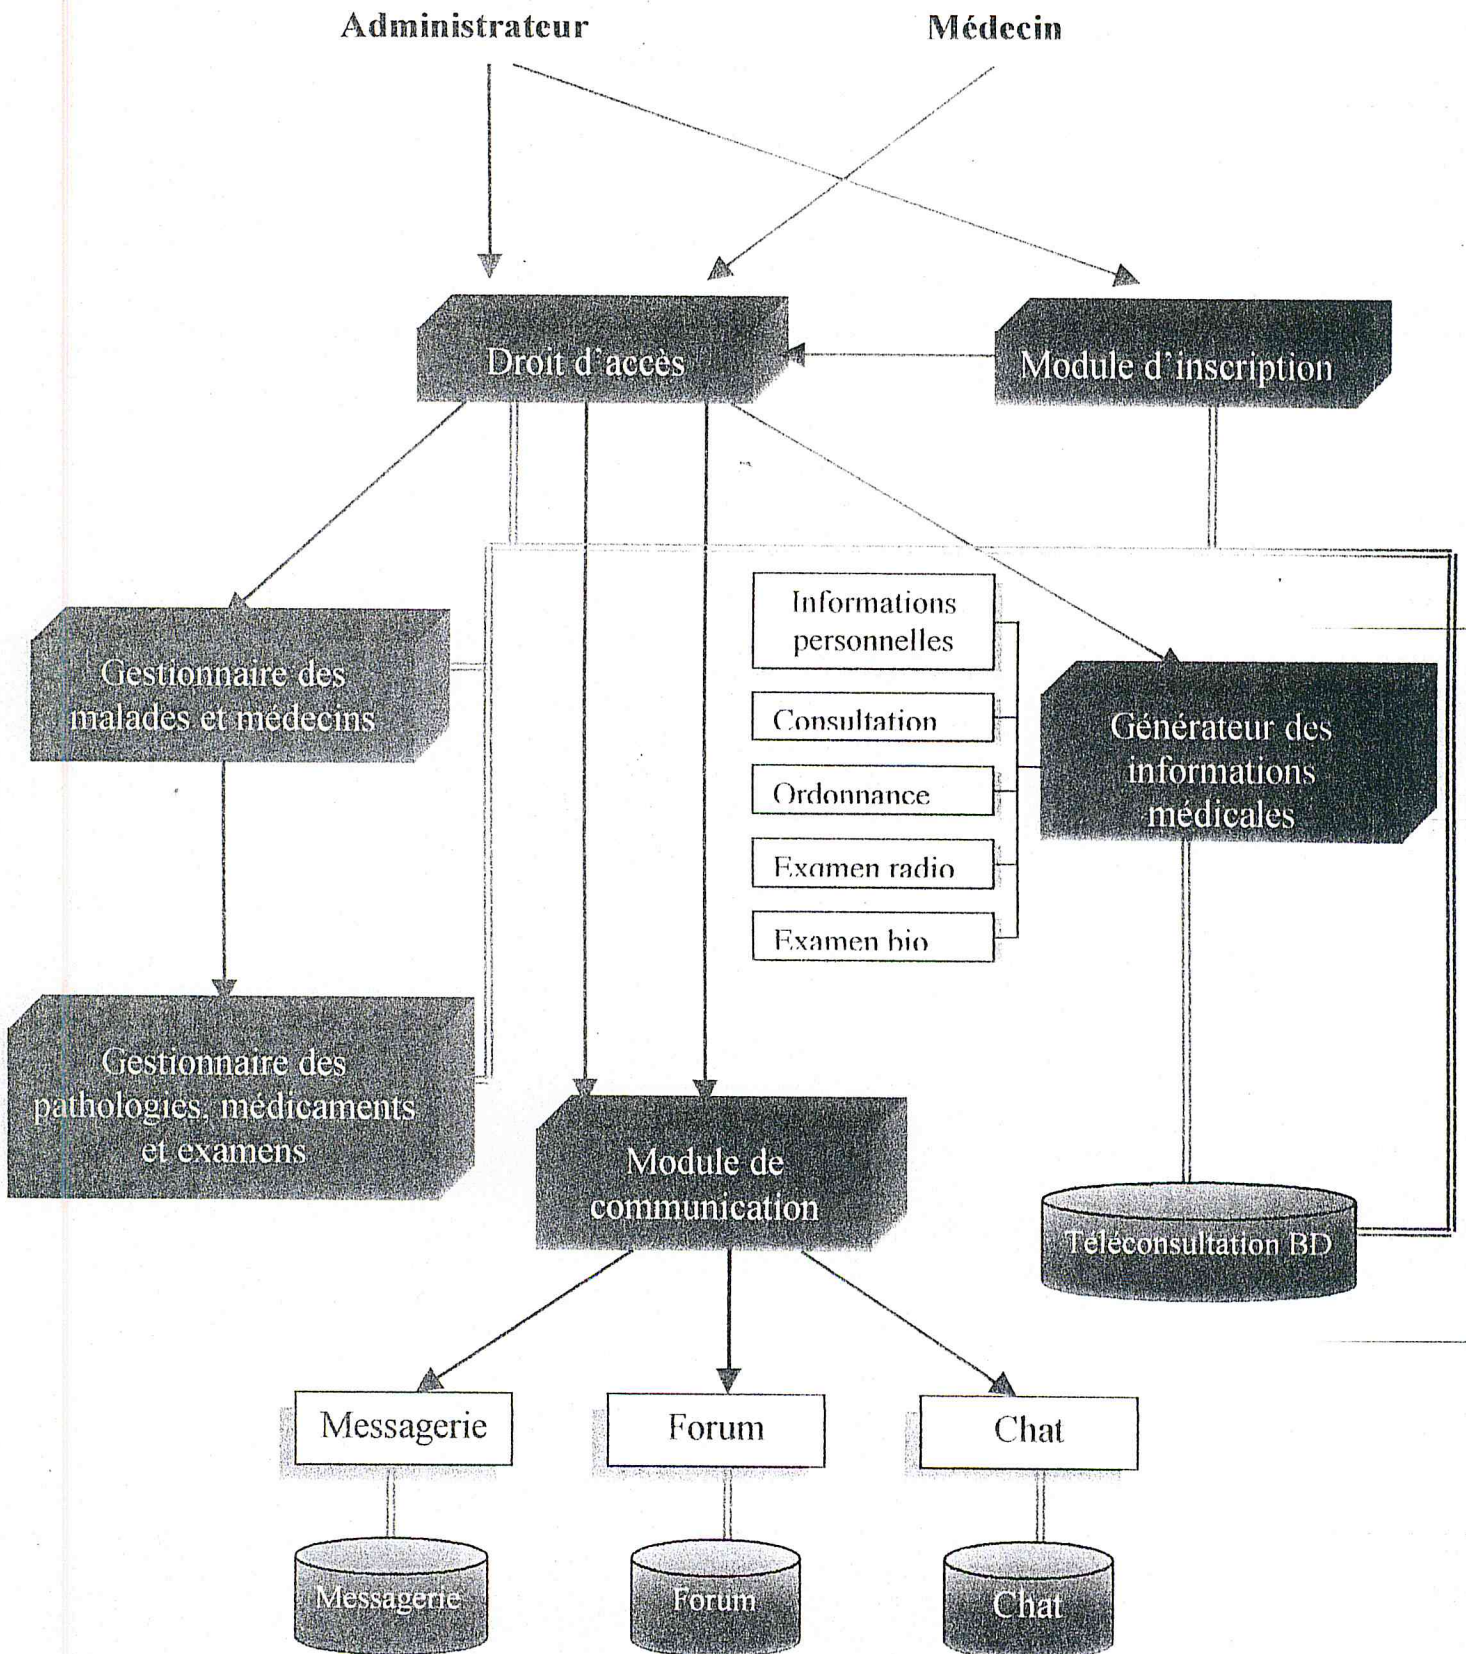 Administrateur
Médecin
Droit d'accès
Module d'inscription
Informations
personnelles
Gestionnaire des
malades et médecins
Consultation
Générateur des
informations
médicales
Ordonnance
Examen radio
Examen bio
Gestionnaire des
pathologies, médicaments
et examens
Module de
communication
Téléconsultation BD
Messagerie
Forum
Chat
Messagerie
Forum
Chat